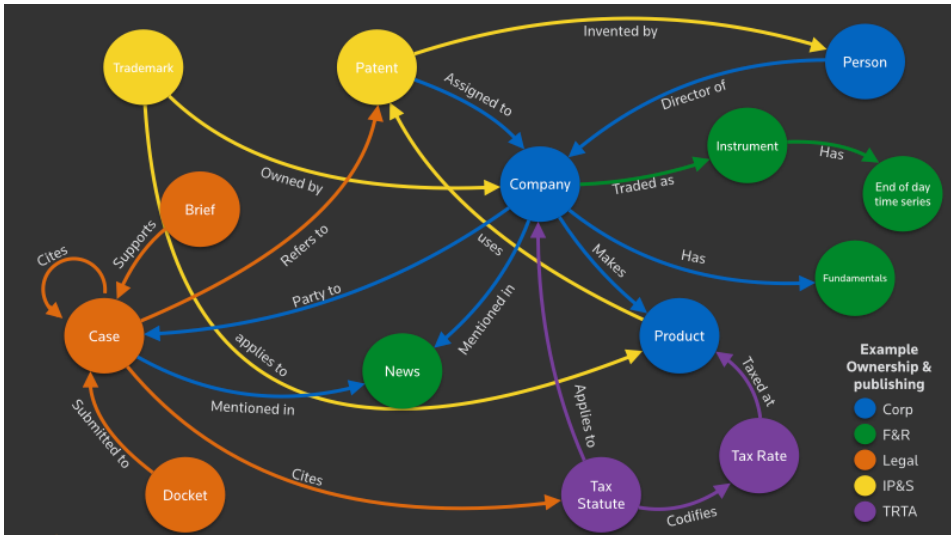 Trademark
Patent
Invented by
Person
Assigned to
Director of
Instrument
Has
End of day
time series
Company
Traded as
Owned by
Brief
Supports
Cites
Refers to
uses
Makes
Has
Fundamentals
Party to
Mentioned in
Case
applies to
News
Product
Mentioned in
Taxed at
Submitted to
Applies to
Docket
Cites
Tax
Statute
Codifies
Tax Rate
Example
Ownership &
publishing
Corp
F&R
Legal
IP&S
TRTA